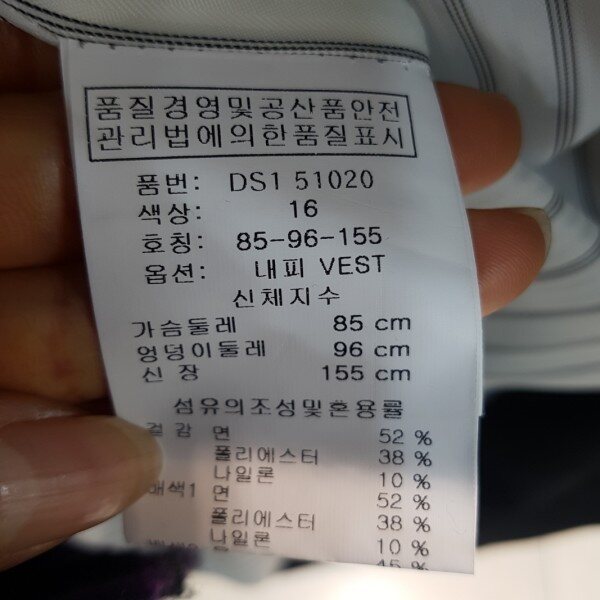 품질경영및공산품안전
관리법에의한품질표시
품번: DS1 51020
색상: 16
호칭: 85-96-155
옵션: 내피 VEST
신체지수
가슴둘레 85 cm
엉덩이둘레 96 cm
신 장 155 cm
섬유의조성및혼용률
겉감 면 52 %
폴리에스터 38 %
나일론 10 %
배색1 면 52 %
폴리에스터 38 %
나일론 10 %